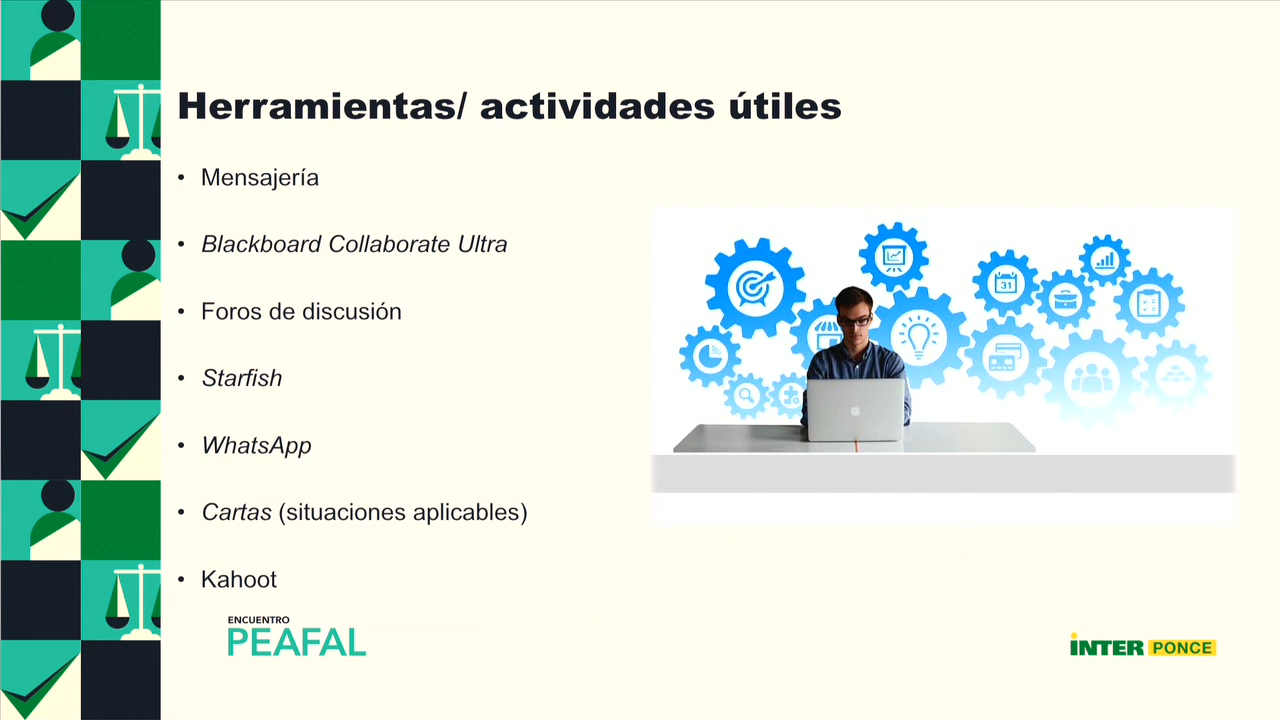 Herramientas/ actividades útiles
• Mensajería
• Blackboard Collaborate Ultra
• Foros de discusión
• Starfish
• WhatsApp
• Cartas (situaciones aplicables)
• Kahoot
31
ENCUENTRO
PEAFAL
INTER PONCE